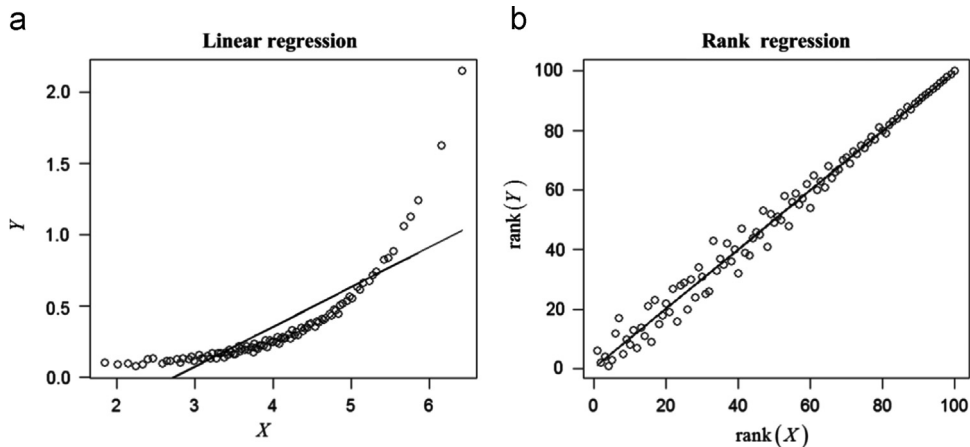 a
Linear regression
Y
2.0
1.5
1.0
0.5
0.0
2 3 4 5 6
X
b
Rank regression
rank(Y)
100
80
60
40
20
0
0 20 40 60 80 100
rank(X)